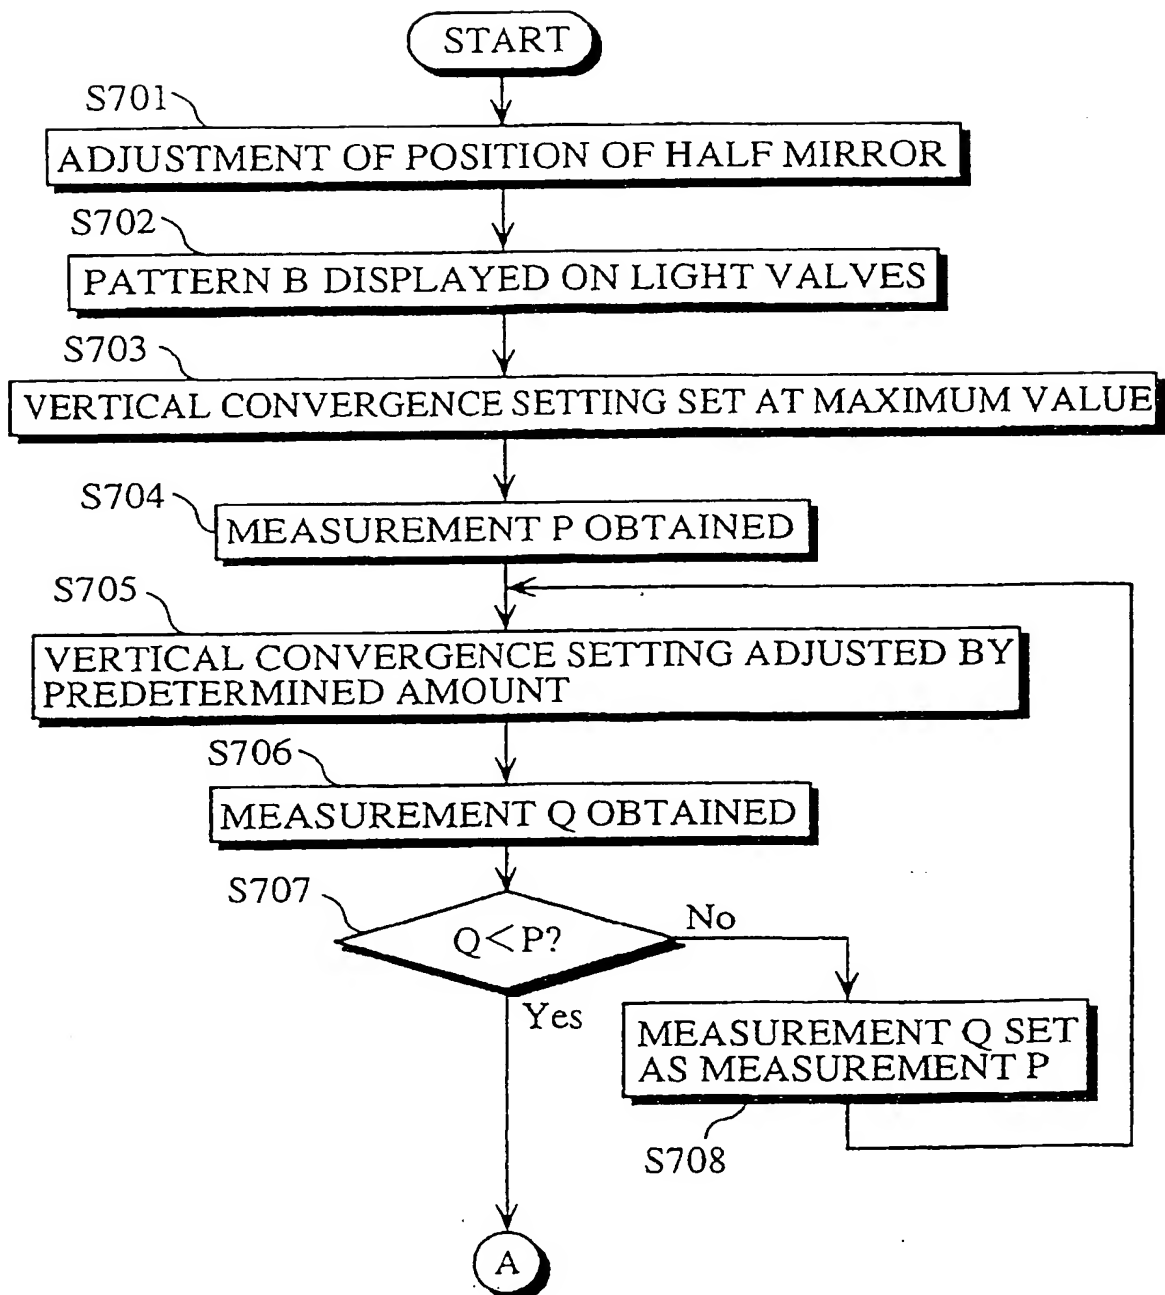 START
S701
ADJUSTMENT OF POSITION OF HALF MIRROR
S702
PATTERN B DISPLAYED ON LIGHT VALVES
S703
VERTICAL CONVERGENCE SETTING SET AT MAXIMUM VALUE
S704
MEASUREMENT P OBTAINED
S705
VERTICAL CONVERGENCE SETTING ADJUSTED BY
PREDETERMINED AMOUNT
S706
MEASUREMENT Q OBTAINED
S707
Q<P?
No
Yes
MEASUREMENT Q SET
AS MEASUREMENT P
S708
A